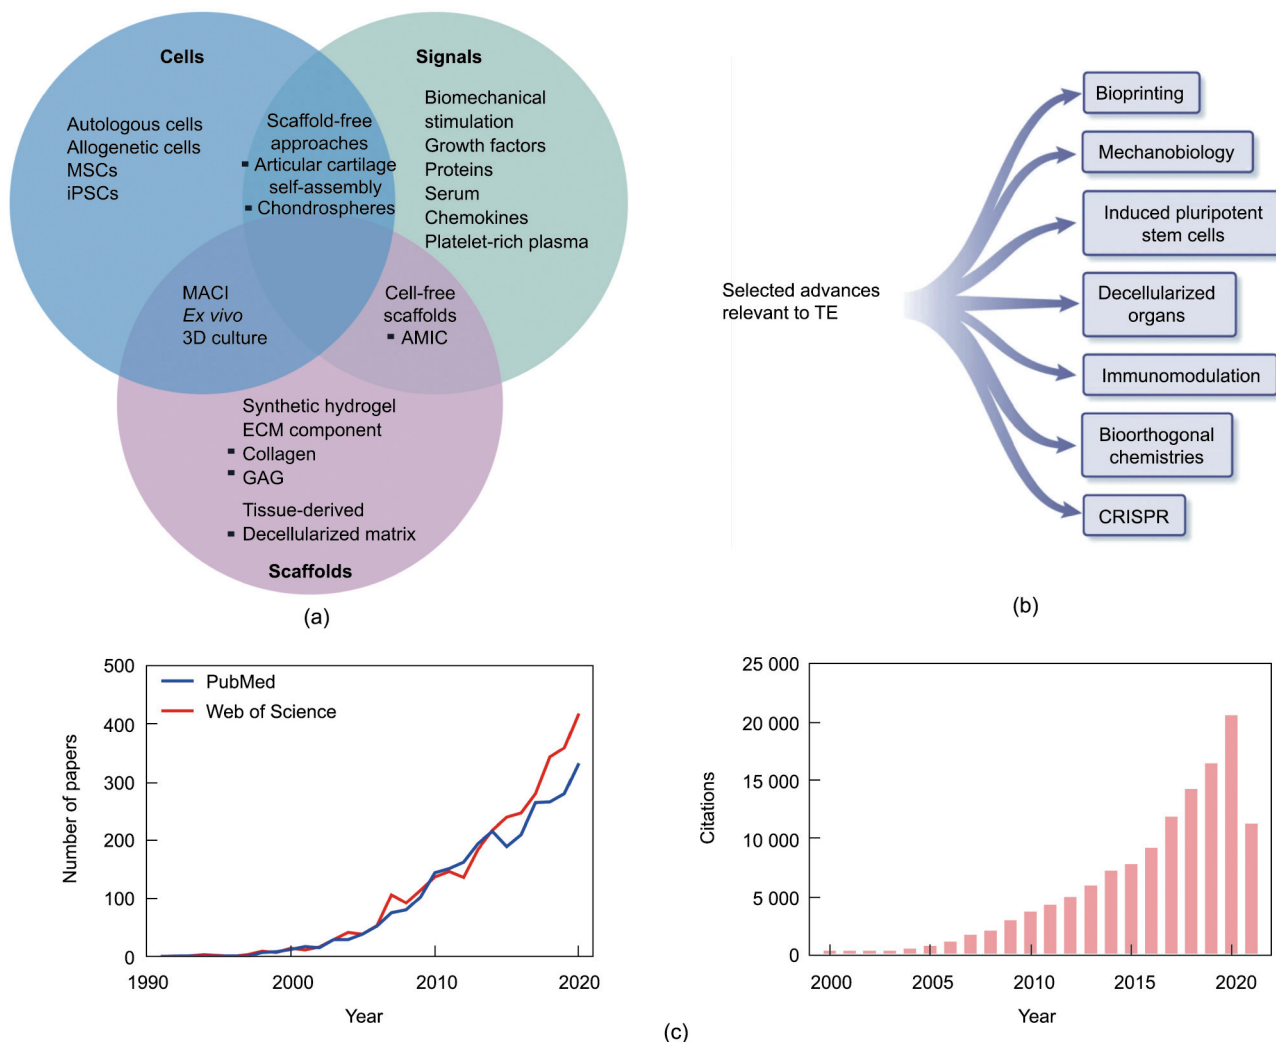 Cells
Autologous cells
Allogenetic cells
MSCs
iPSCs
Scaffold-free
approaches
▪ Articular cartilage
self-assembly
▪ Chondrospheres
Signals
Biomechanical
stimulation
Growth factors
Proteins
Serum
Chemokines
Platelet-rich plasma
MACI
Ex vivo
3D culture
Cell-free
scaffolds
▪ AMIC
Synthetic hydrogel
ECM component
▪ Collagen
▪ GAG
Tissue-derived
▪ Decellularized matrix
Scaffolds
(a)
Selected advances
relevant to TE
Bioprinting
Mechanobiology
Induced pluripotent
stem cells
Decellularized
organs
Immunomodulation
Bioorthogonal
chemistries
CRISPR
(b)
Number of papers
500
400
300
200
100
0
PubMed
Web of Science
1990
2000
2010
2020
Year
Citations
25 000
20 000
15 000
10 000
5 000
0
2000
2005
2010
2015
2020
Year
(c)